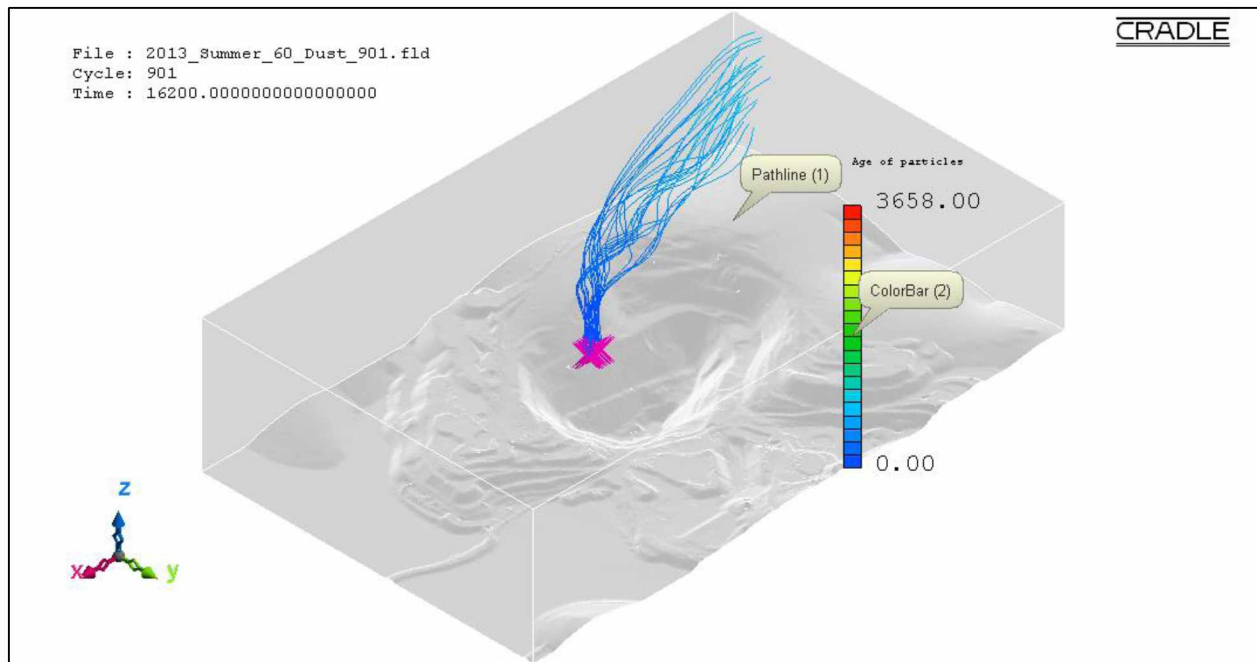 CRADLE
File : 2013_Summer_60_Dust_901.fld
Cycle: 901
Time : 16200.0000000000000000
Age of particles
Pathline (1)
3658.00
ColorBar (2)
0.00
z
x
y